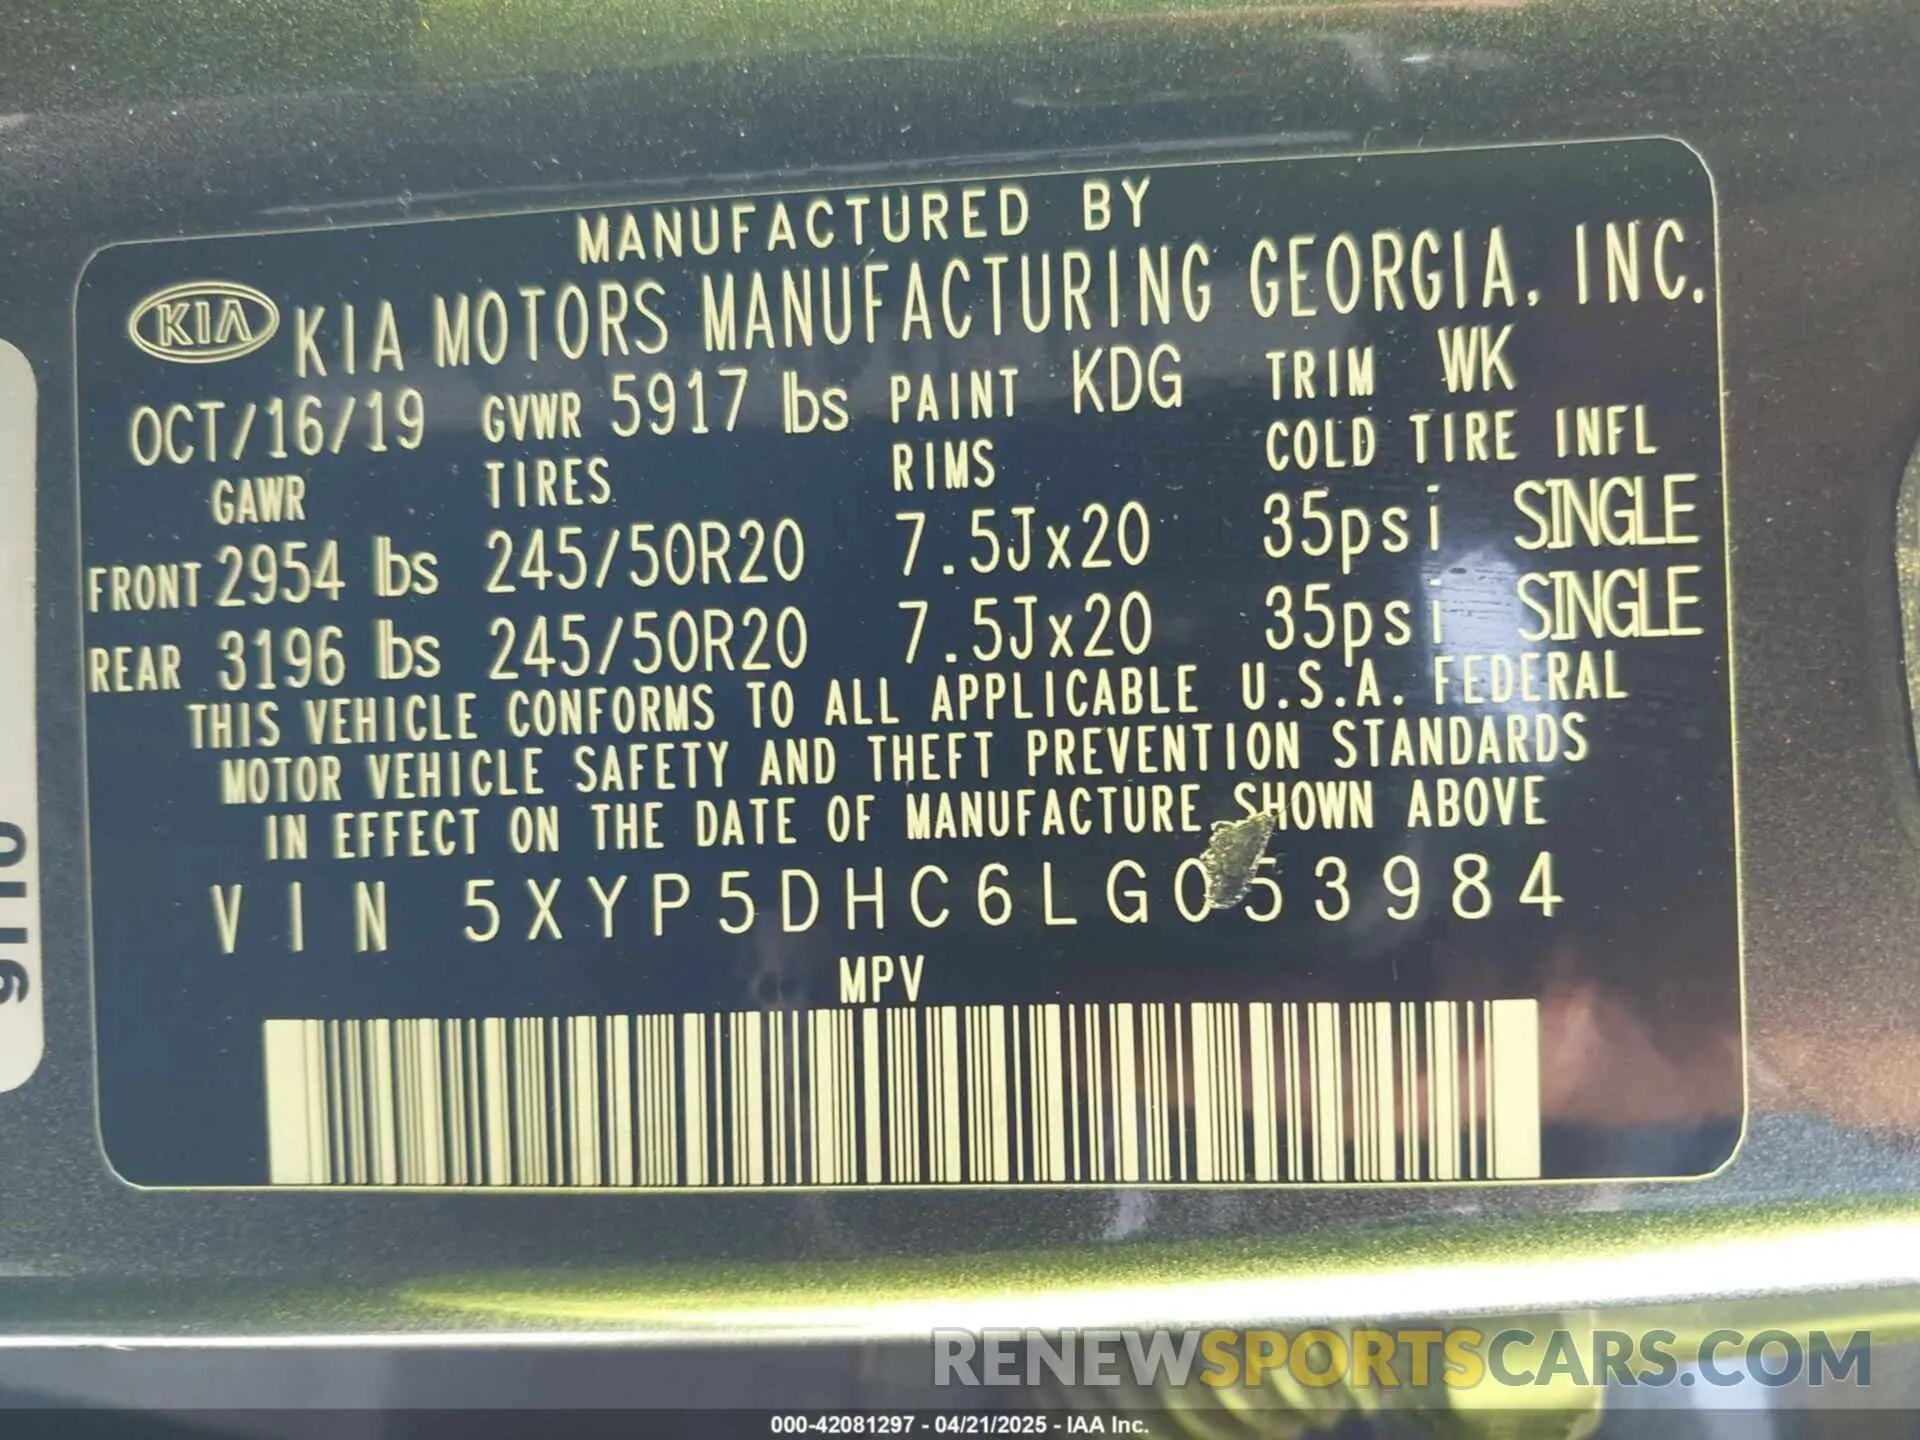 MANUFACTURED BY
KIA KIA MOTORS MANUFACTURING GEORGIA, INC.
OCT/16/19 GVWR 5917 lbs PAINT KDG TRIM WK
GAWR TIRES RIMS COLD TIRE INFL
FRONT 2954 lbs 245/50R20 7.5Jx20 35psi SINGLE
REAR 3196 lbs 245/50R20 7.5Jx20 35psi SINGLE
THIS VEHICLE CONFORMS TO ALL APPLICABLE U.S.A. FEDERAL
MOTOR VEHICLE SAFETY AND THEFT PREVENTION STANDARDS
IN EFFECT ON THE DATE OF MANUFACTURE SHOWN ABOVE
VIN 5XYP5DHC6LG053984
MPV
RENEWSPORTSCARS.COM
000-42081297 - 04/21/2025 - IAA Inc.